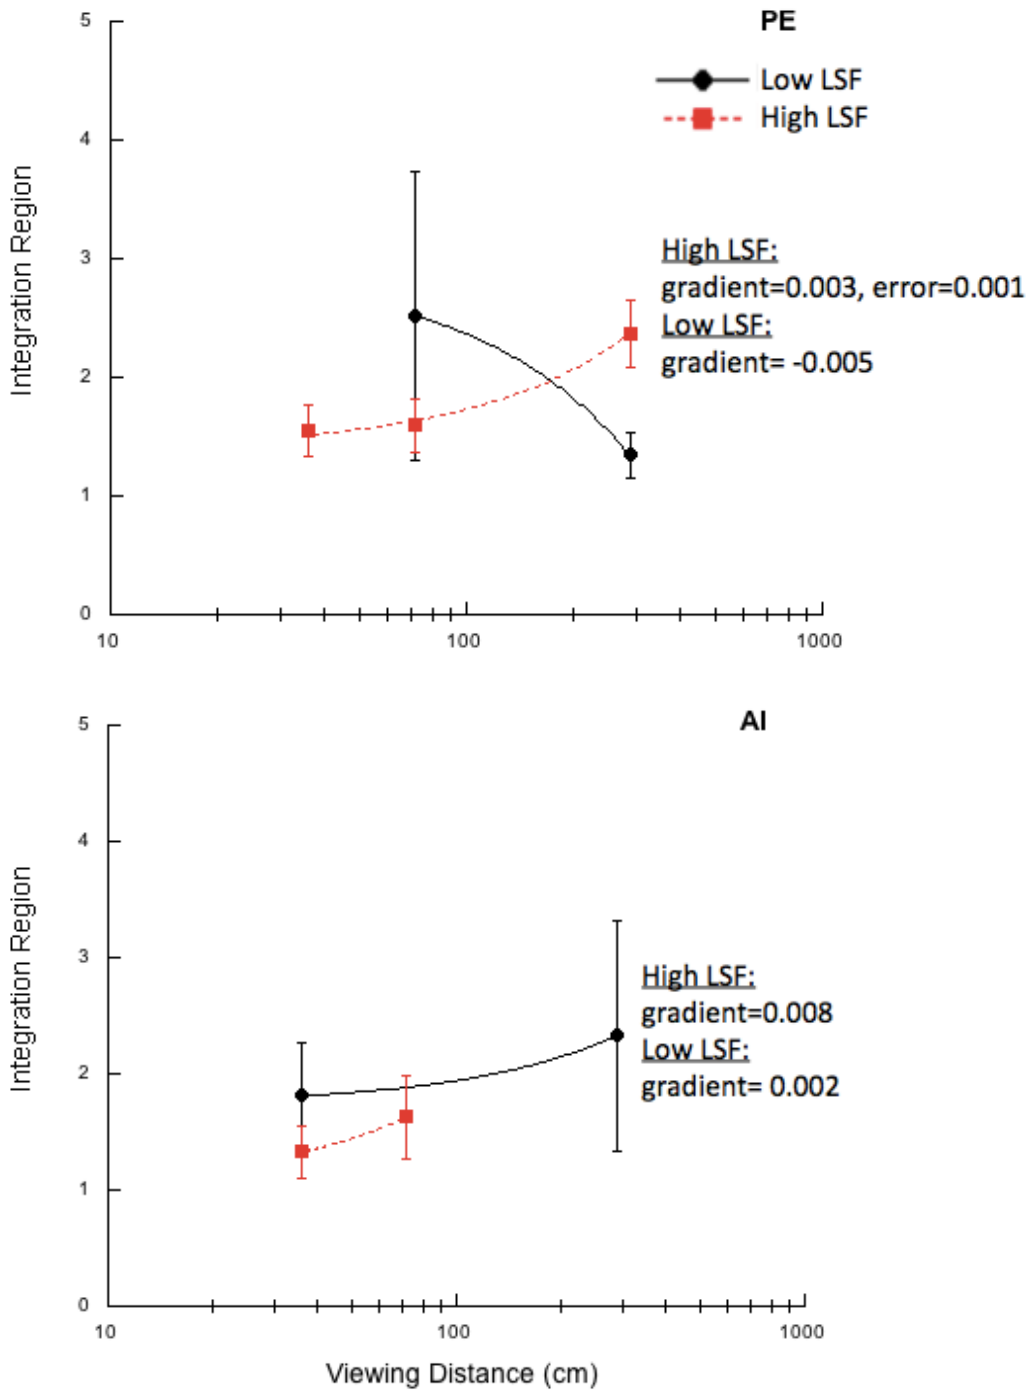 PE
Low LSF
High LSF
5
4
3
2
1
0
Integration Region
High LSF:
gradient=0.003, error=0.001
Low LSF:
gradient= -0.005
10
100
1000
AI
5
4
3
2
1
0
Integration Region
High LSF:
gradient=0.008
Low LSF:
gradient= 0.002
10
100
1000
Viewing Distance (cm)